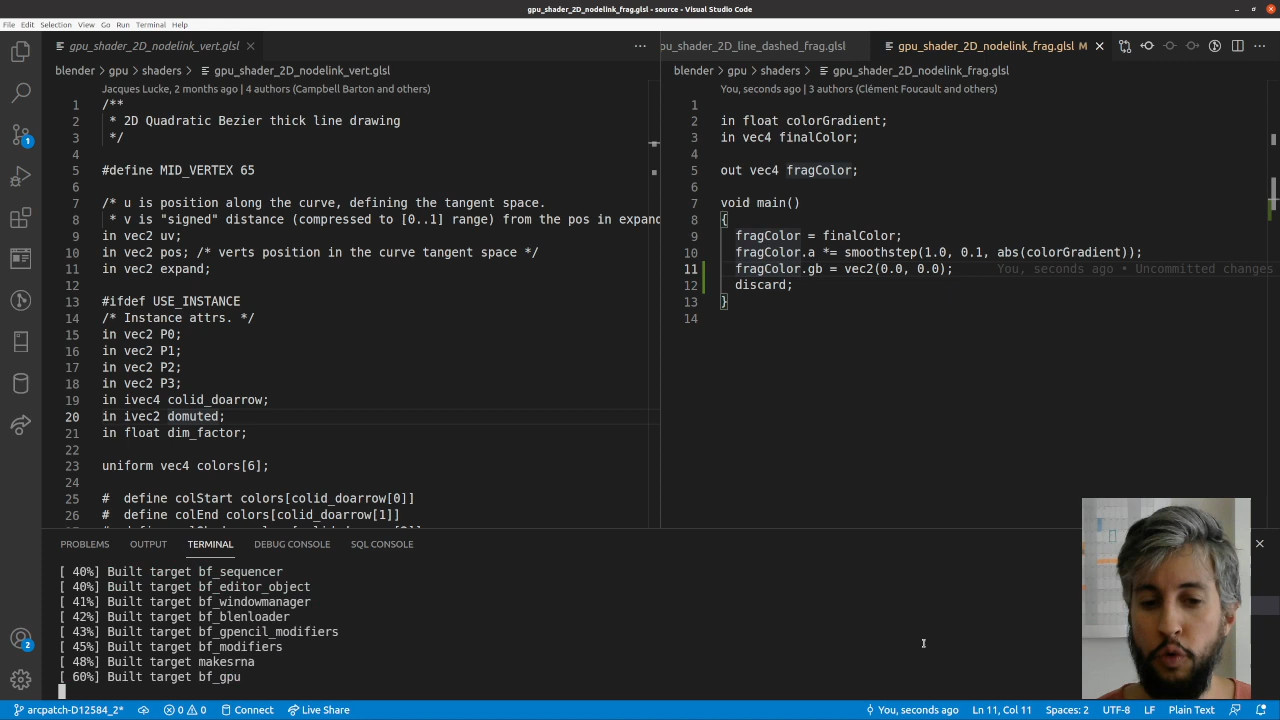 gpu_shader_2D_nodelink_frag.glsl - source - Visual Studio Code
File Edit Selection View Go Run Terminal Help
gpu_shader_2D_nodelink_vert.glsl
pu_shader_2D_line_dashed_frag.glsl
gpu_shader_2D_nodelink_frag.glsl M
blender > gpu > shaders > gpu_shader_2D_nodelink_vert.glsl
blender > gpu > shaders > gpu_shader_2D_nodelink_frag.glsl
Jacques Lucke, 2 months ago | 4 authors (Campbell Barton and others)
1 /**
2 * 2D Quadratic Bezier thick line drawing
3 */
4
5 #define MID_VERTEX 65
6
7 /* u is position along the curve, defining the tangent space.
8 * v is "signed" distance (compressed to [0..1] range) from the pos in expand
9 in vec2 uv;
10 in vec2 pos; /* verts position in the curve tangent space */
11 in vec2 expand;
12
13 #ifdef USE_INSTANCE
14 /* Instance attrs. */
15 in vec2 P0;
16 in vec2 P1;
17 in vec2 P2;
18 in vec2 P3;
19 in ivec4 colid_doarrow;
20 in ivec2 domuted;
21 in float dim_factor;
22
23 uniform vec4 colors[6];
24
25 # define colStart colors[colid_doarrow[0]]
26 # define colEnd colors[colid_doarrow[1]]
You, seconds ago | 3 authors (Clément Foucault and others)
1
2 in float colorGradient;
3 in vec4 finalColor;
4
5 out vec4 fragColor;
6
7 void main()
8 {
9 fragColor = finalColor;
10 fragColor.a *= smoothstep(1.0, 0.1, abs(colorGradient));
11 fragColor.gb = vec2(0.0, 0.0); You, seconds ago • Uncommitted changes
12 discard;
13 }
14
PROBLEMS OUTPUT TERMINAL DEBUG CONSOLE SQL CONSOLE
[ 40%] Built target bf_sequencer
[ 40%] Built target bf_editor_object
[ 41%] Built target bf_windowmanager
[ 42%] Built target bf_blenloader
[ 43%] Built target bf_gpencil_modifiers
[ 45%] Built target bf_modifiers
[ 48%] Built target makesrna
[ 60%] Built target bf_gpu
1
2
arcpatch-D12584_2* 0 0 Connect Live Share You, seconds ago Ln 11, Col 11 Spaces: 2 UTF-8 LF Plain Text